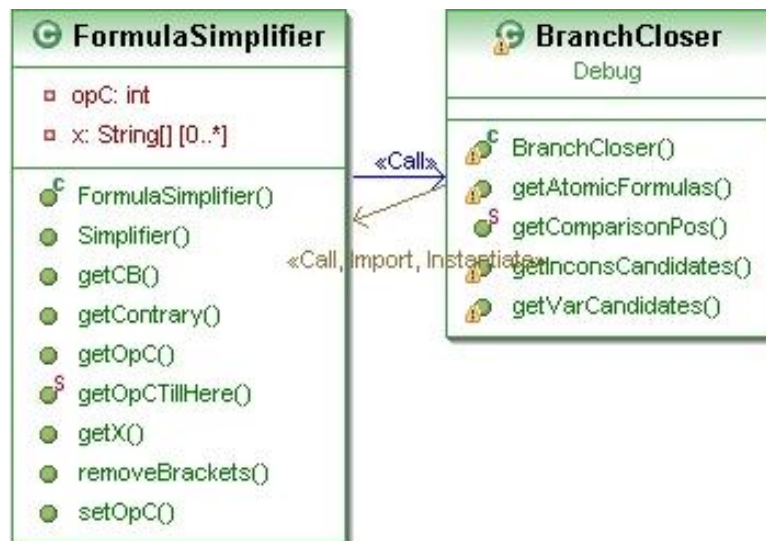 FormulaSimplifier
opC: int
x: String[] [0..*]
FormulaSimplifier()
Simplifier()
getCB()
getContrary()
getOpC()
getOpCTillHere()
getX()
removeBrackets()
setOpC()
«Call»
«Call, Import, Instantiate»
BranchCloser
Debug
BranchCloser()
getAtomicFormulas()
getComparisonPos()
getInconsCandidates()
getVarCandidates()